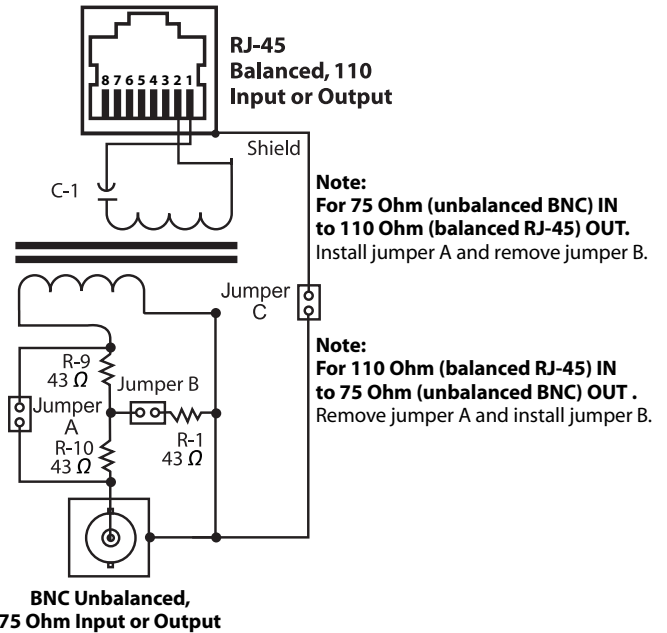 RJ-45
Balanced, 110
Input or Output
8 7 6 5 4 3 2 1
Shield
C-1
Note:
For 75 Ohm (unbalanced BNC) IN
to 110 Ohm (balanced RJ-45) OUT.
Install jumper A and remove jumper B.
Jumper
C
Note:
For 110 Ohm (balanced RJ-45) IN
to 75 Ohm (unbalanced BNC) OUT .
Remove jumper A and install jumper B.
R-9
43 Ω
Jumper B
Jumper
A
R-10
43 Ω
R-1
43 Ω
BNC Unbalanced,
75 Ohm Input or Output